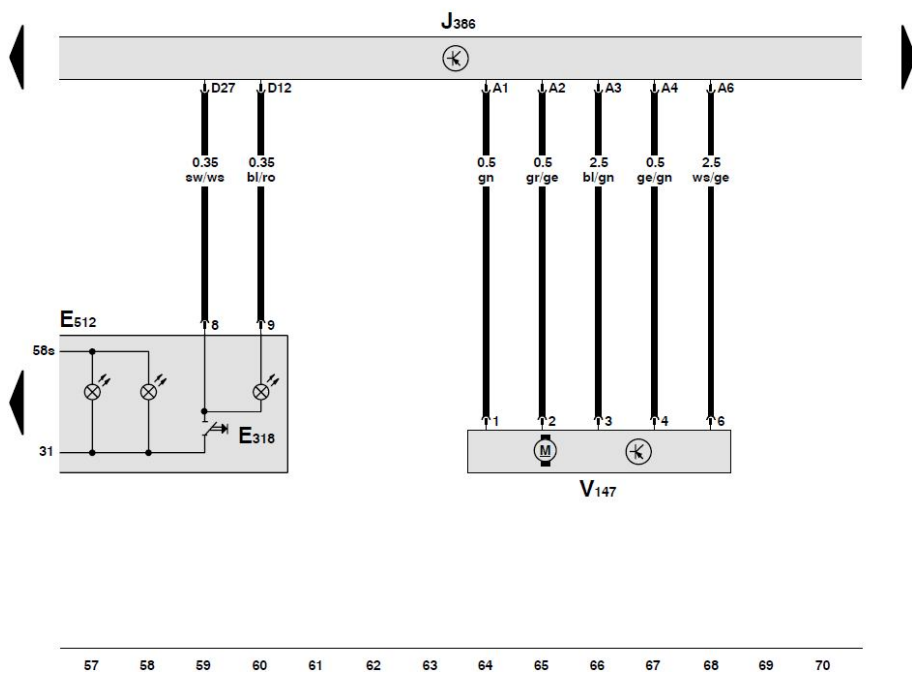 J386
D27 D12 A1 A2 A3 A4 A6
0.35 0.35 0.5 0.5 2.5 0.5 2.5
sw/ws bl/ro gn gr/ge bl/gn ge/gn ws/ge
E512 8 9
58s
E318
31
1 2 3 4 6
M
V147
57 58 59 60 61 62 63 64 65 66 67 68 69 70